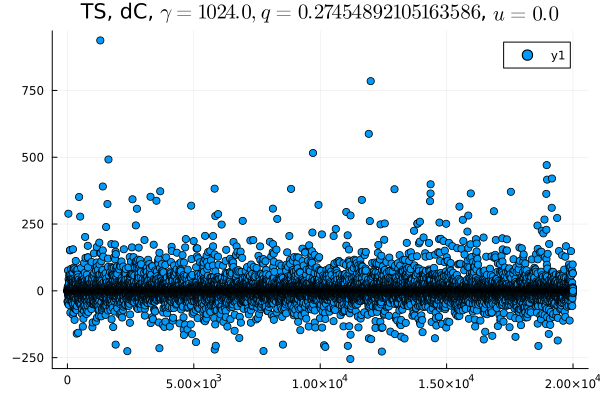 TS, dC, γ = 1024.0, q = 0.27454892105163586, u = 0.0
y1
750
500
250
0
−250
0 5.00×10³ 1.00×10⁴ 1.50×10⁴ 2.00×10⁴